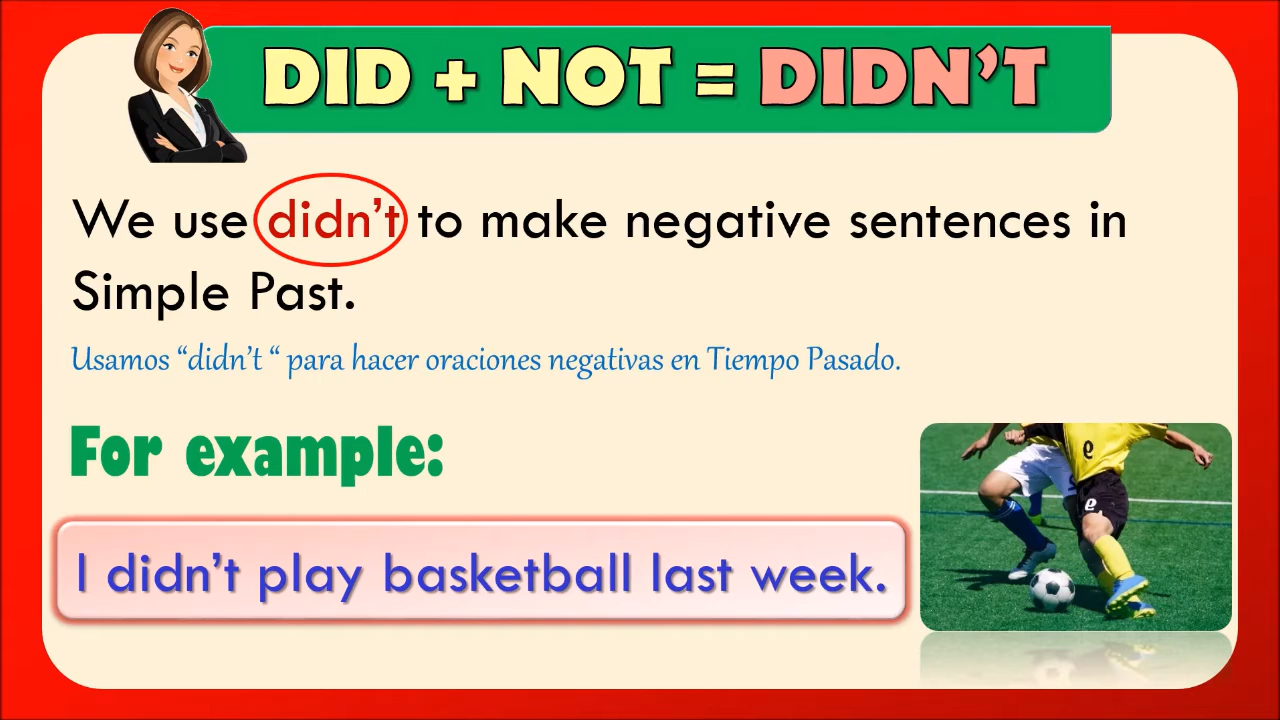 DID + NOT = DIDN’T
We use didn’t to make negative sentences in
Simple Past.
Usamos “didn’t “ para hacer oraciones negativas en Tiempo Pasado.
For example:
I didn’t play basketball last week.
e
e